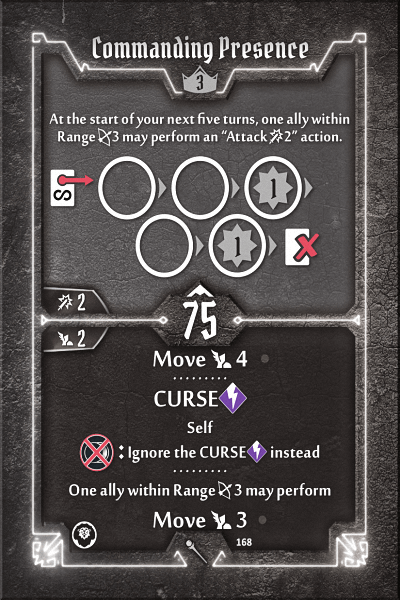 Commanding Presence
3
At the start of your next five turns, one ally within
Range 3 may perform an “Attack 2” action.
S
1
1
2
75
2
Move 4
CURSE
Self
: Ignore the CURSE instead
One ally within Range 3 may perform
Move 3
168